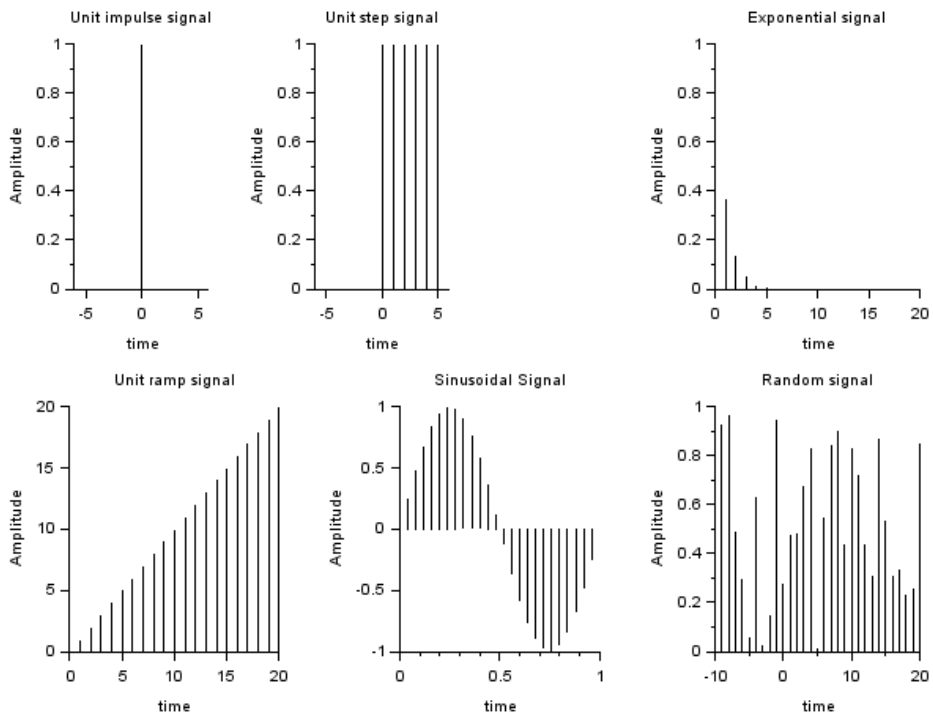 Unit impulse signal
1
0.8
0.6
0.4
0.2
0
Amplitude
-5 0 5
time
Unit step signal
1
0.8
0.6
0.4
0.2
0
Amplitude
-5 0 5
time
Exponential signal
1
0.8
0.6
0.4
0.2
0
Amplitude
0 5 10 15 20
time
Unit ramp signal
20
15
10
5
0
Amplitude
0 5 10 15 20
time
Sinusoidal Signal
1
0.5
0
-0.5
-1
Amplitude
0 0.5 1
time
Random signal
1
0.8
0.6
0.4
0.2
0
Amplitude
-10 0 10 20
time